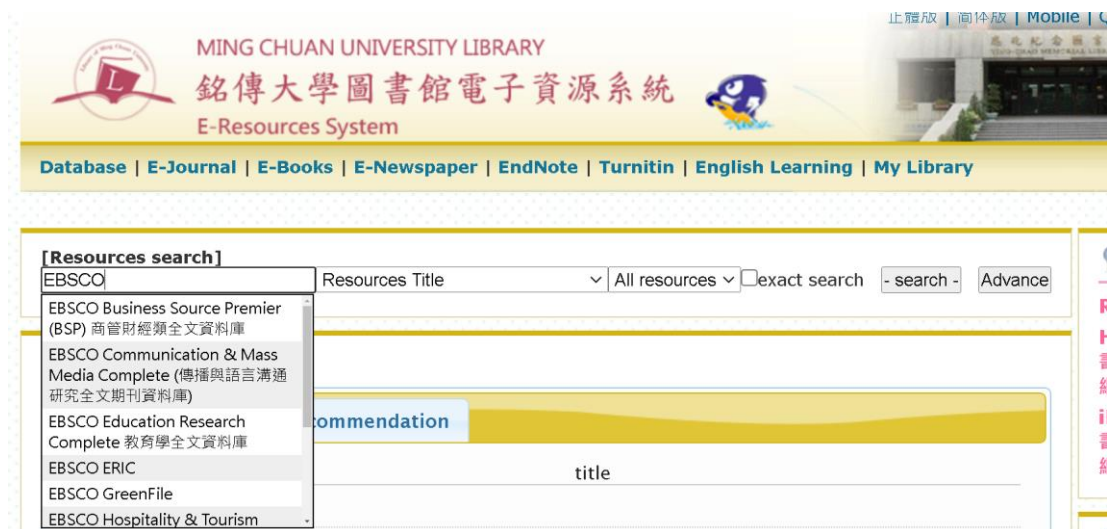 正體版 | 简体版 | Mobile |
MING CHUAN UNIVERSITY LIBRARY
銘傳大學圖書館電子資源系統
E-Resources System
Database | E-Journal | E-Books | E-Newspaper | EndNote | Turnitin | English Learning | My Library
[Resources search]
EBSCO Resources Title All resources exact search - search - Advance
EBSCO Business Source Premier
(BSP) 商管財經類全文資料庫
EBSCO Communication & Mass
Media Complete (傳播與語言溝通
研究全文期刊資料庫)
EBSCO Education Research
Complete 教育學全文資料庫
EBSCO ERIC
EBSCO GreenFile
EBSCO Hospitality & Tourism
commendation
title